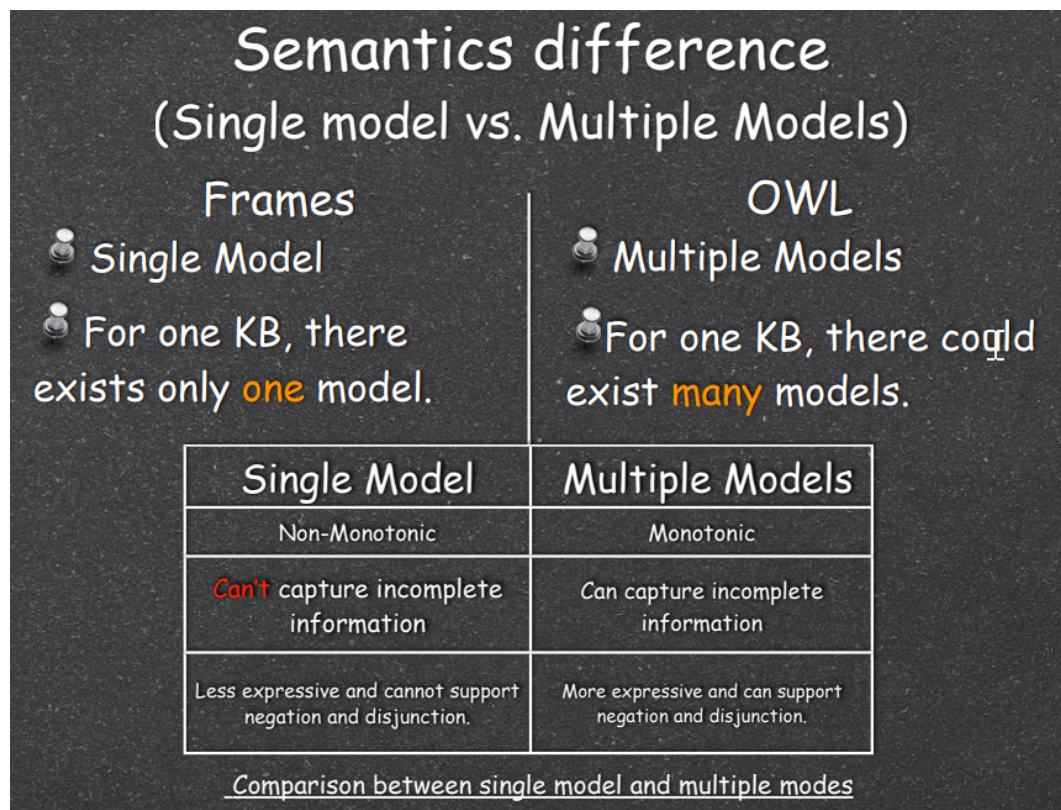 Semantics difference
(Single model vs. Multiple Models)
Frames
Single Model
For one KB, there
exists only one model.
OWL
Multiple Models
For one KB, there could
exist many models.
Single Model
Multiple Models
Non-Monotonic
Monotonic
Can't capture incomplete
information
Can capture incomplete
information
Less expressive and cannot support
negation and disjunction.
More expressive and can support
negation and disjunction.
Comparison between single model and multiple modes